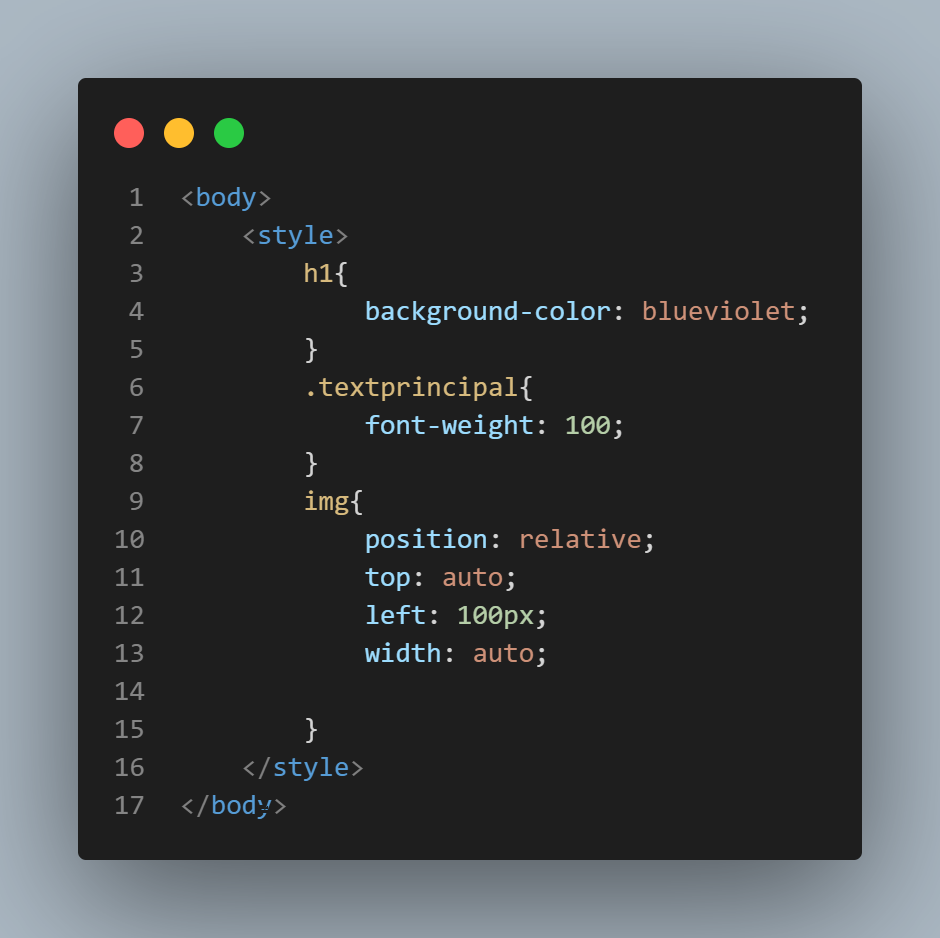 1 <body>
2     <style>
3         h1{
4             background-color: blueviolet;
5         }
6         .textprincipal{
7             font-weight: 100;
8         }
9         img{
10             position: relative;
11             top: auto;
12             left: 100px;
13             width: auto;
14
15         }
16     </style>
17 </body>